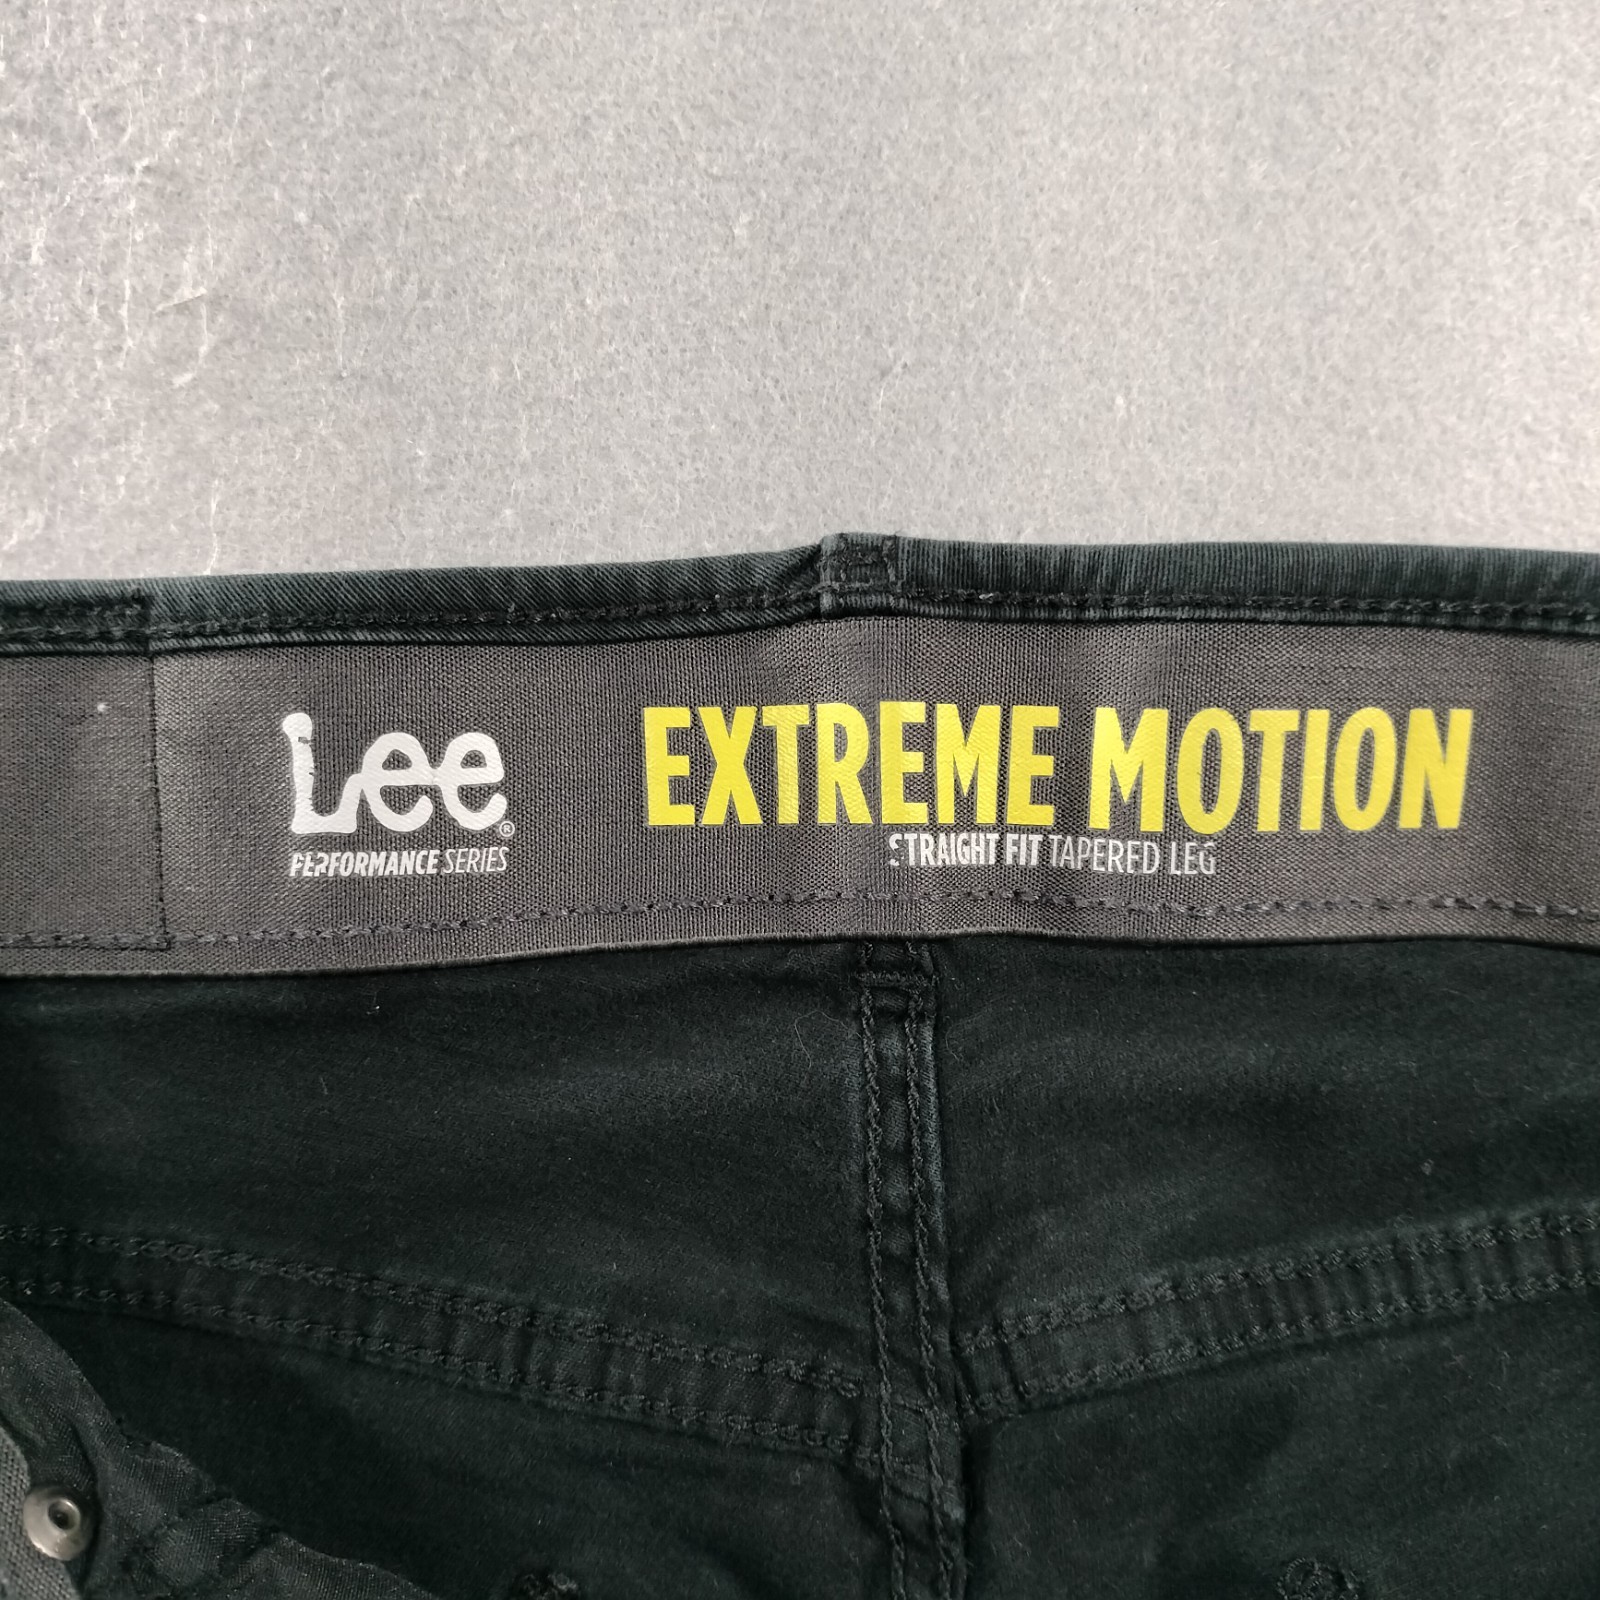 Lee®
PERFORMANCE SERIES
EXTREME MOTION
STRAIGHT FIT TAPERED LEG